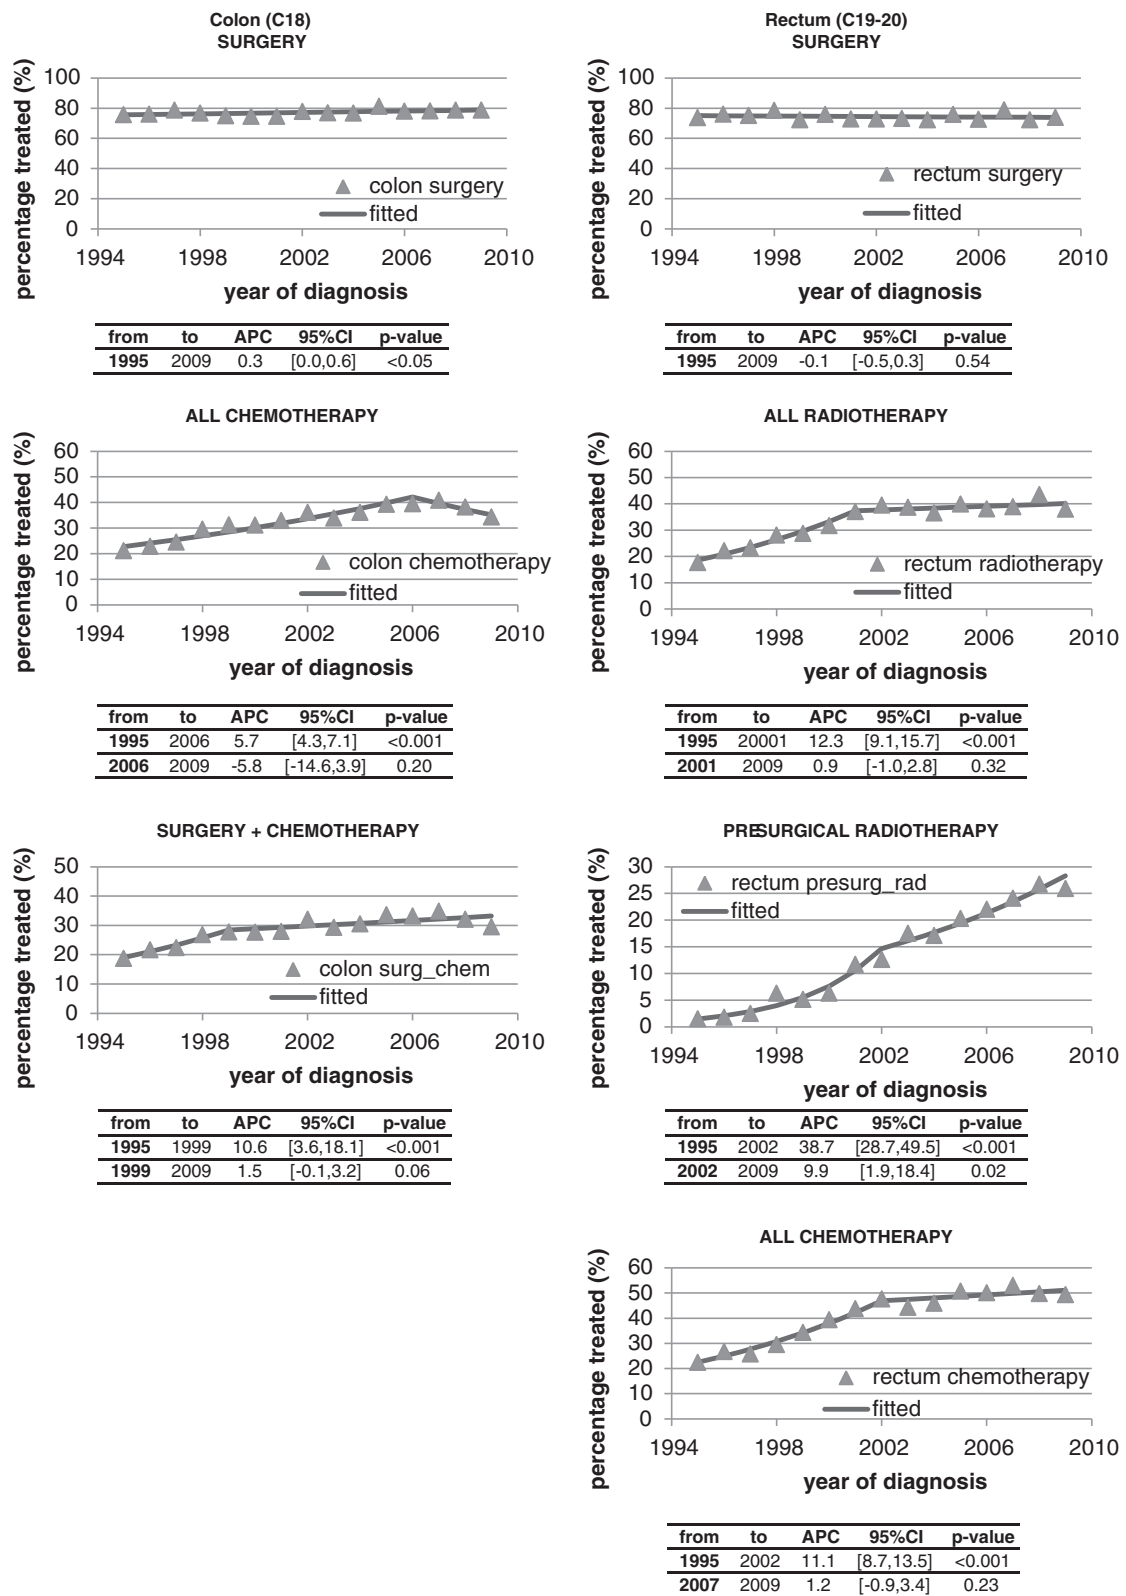 Colon (C18)
SURGERY
percentage treated (%)
100
80
60
40
20
0
colon surgery
fitted
1994 1998 2002 2006 2010
year of diagnosis
from to APC 95%CI p-value
1995 2009 0.3 [0.0,0.6] <0.05
Rectum (C19-20)
SURGERY
percentage treated (%)
100
80
60
40
20
0
rectum surgery
fitted
1994 1998 2002 2006 2010
year of diagnosis
from to APC 95%CI p-value
1995 2009 -0.1 [-0.5,0.3] 0.54
ALL CHEMOTHERAPY
percentage treated (%)
60
50
40
30
20
10
0
colon chemotherapy
fitted
1994 1998 2002 2006 2010
year of diagnosis
from to APC 95%CI p-value
1995 2006 5.7 [4.3,7.1] <0.001
2006 2009 -5.8 [-14.6,3.9] 0.20
ALL RADIOTHERAPY
percentage treated (%)
60
50
40
30
20
10
0
rectum radiotherapy
fitted
1994 1998 2002 2006 2010
year of diagnosis
from to APC 95%CI p-value
1995 20001 12.3 [9.1,15.7] <0.001
2001 2009 0.9 [-1.0,2.8] 0.32
SURGERY + CHEMOTHERAPY
percentage treated (%)
50
40
30
20
10
0
colon surg_chem
fitted
1994 1998 2002 2006 2010
year of diagnosis
from to APC 95%CI p-value
1995 1999 10.6 [3.6,18.1] <0.001
1999 2009 1.5 [-0.1,3.2] 0.06
PRESURGICAL RADIOTHERAPY
percentage treated (%)
30
25
20
15
10
5
0
rectum presurg_rad
fitted
1994 1998 2002 2006 2010
year of diagnosis
from to APC 95%CI p-value
1995 2002 38.7 [28.7,49.5] <0.001
2002 2009 9.9 [1.9,18.4] 0.02
ALL CHEMOTHERAPY
percentage treated (%)
60
50
40
30
20
10
0
rectum chemotherapy
fitted
1994 1998 2002 2006 2010
year of diagnosis
from to APC 95%CI p-value
1995 2002 11.1 [8.7,13.5] <0.001
2007 2009 1.2 [-0.9,3.4] 0.23